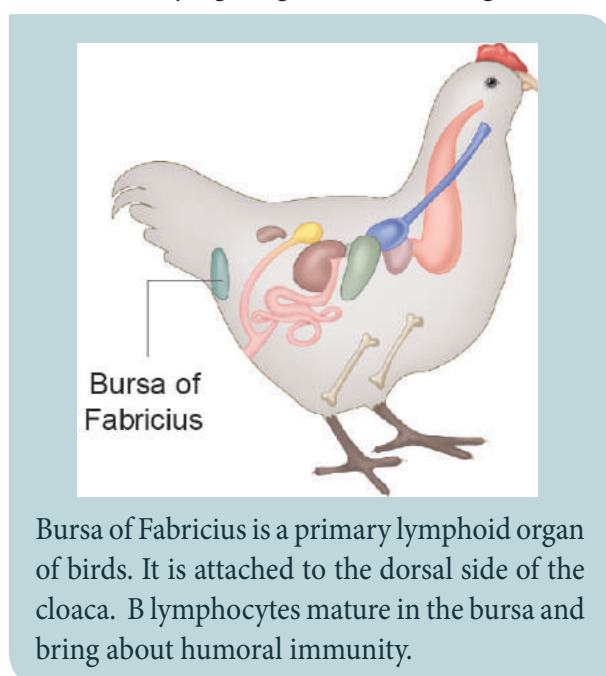 Bursa of
Fabricius
Bursa of Fabricius is a primary lymphoid organ
of birds. It is attached to the dorsal side of the
cloaca. B lymphocytes mature in the bursa and
bring about humoral immunity.